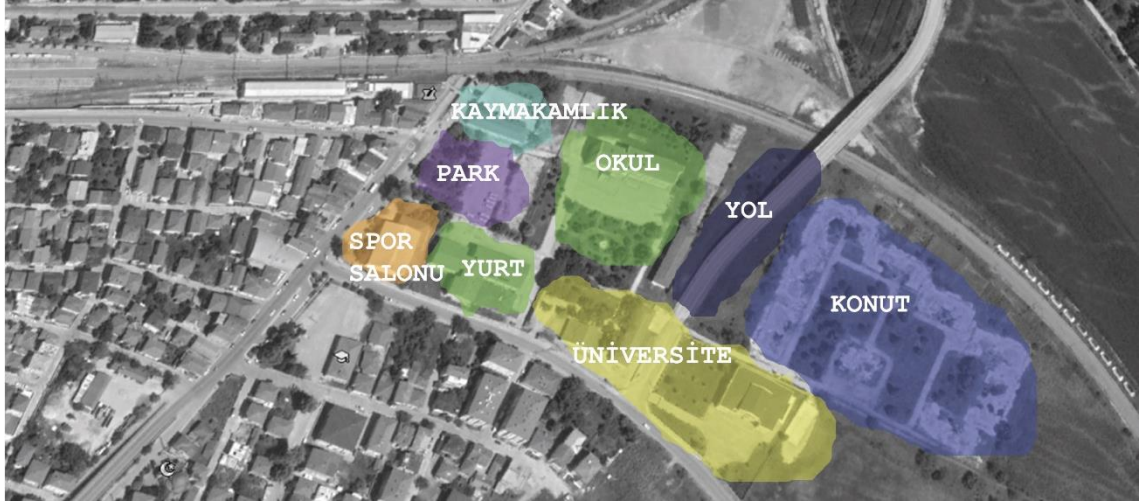 KAYMAKAMLIK
PARK
OKUL
YOL
SPOR
SALONU
YURT
KONUT
ÜNİVERSİTE